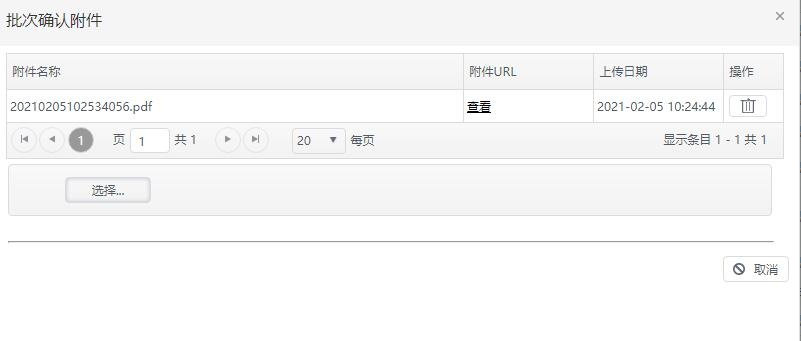 批次确认附件
附件名称 附件URL 上传日期 操作
20210205102534056.pdf 查看 2021-02-05 10:24:44
1 页 1 共 1 20 每页 显示条目 1 - 1 共 1
选择...
取消